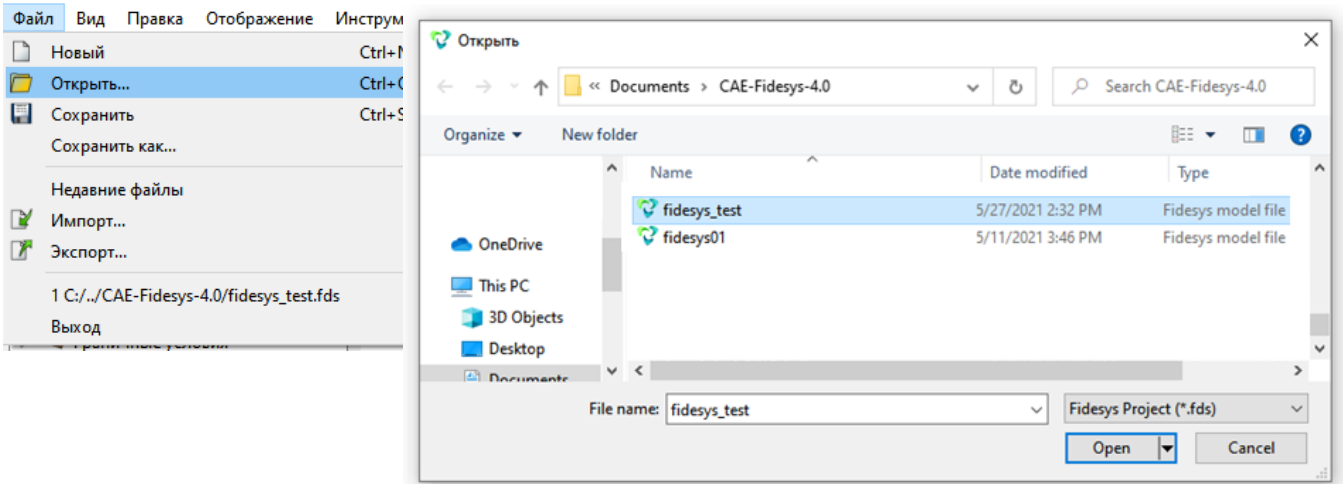 Файл Вид Правка Отображение Инструм
Новый Ctrl+N
Открыть... Ctrl+
Сохранить Ctrl+S
Сохранить как...
Недавние файлы
Импорт...
Экспорт...
1 C:/../CAE-Fidesys-4.0/fidesys_test.fds
Выход
Граничные условия
Открыть
« Documents › CAE-Fidesys-4.0
Search CAE-Fidesys-4.0
Organize New folder
Name Date modified Type
fidesys_test 5/27/2021 2:32 PM Fidesys model file
fidesys01 5/11/2021 3:46 PM Fidesys model file
OneDrive
This PC
3D Objects
Desktop
Documents
File name: fidesys_test Fidesys Project (*.fds)
Open Cancel